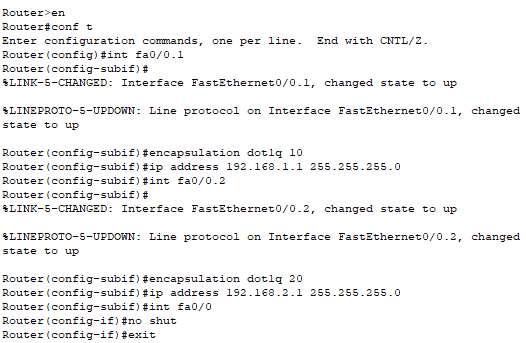 Router>en
Router#conf t
Enter configuration commands, one per line.  End with CNTL/Z.
Router(config)#int fa0/0.1
Router(config-subif)#
%LINK-5-CHANGED: Interface FastEthernet0/0.1, changed state to up
%LINEPROTO-5-UPDOWN: Line protocol on Interface FastEthernet0/0.1, changed
state to up
Router(config-subif)#encapsulation dot1q 10
Router(config-subif)#ip address 192.168.1.1 255.255.255.0
Router(config-subif)#int fa0/0.2
Router(config-subif)#
%LINK-5-CHANGED: Interface FastEthernet0/0.2, changed state to up
%LINEPROTO-5-UPDOWN: Line protocol on Interface FastEthernet0/0.2, changed
state to up
Router(config-subif)#encapsulation dot1q 20
Router(config-subif)#ip address 192.168.2.1 255.255.255.0
Router(config-subif)#int fa0/0
Router(config-if)#no shut
Router(config-if)#exit